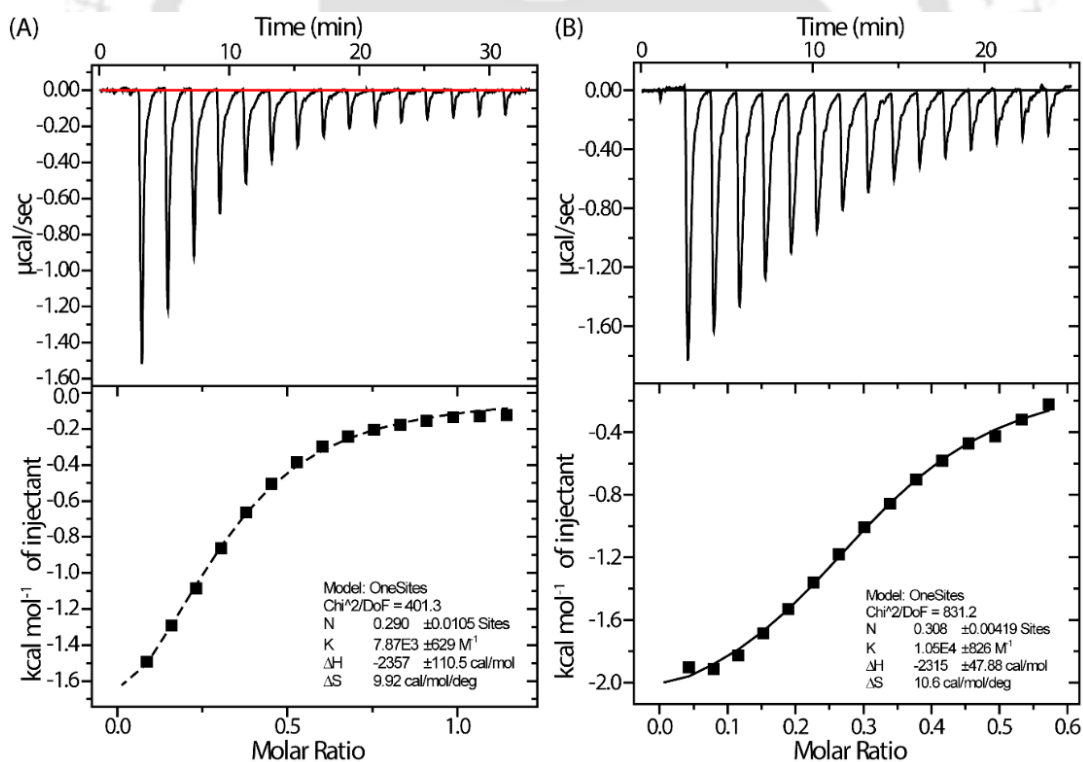 (A)
Time (min)
0 10 20 30
0.00
-0.20
-0.40
-0.60
-0.80
-1.00
-1.20
-1.40
-1.60
µcal/sec
0.0
-0.2
-0.4
-0.6
-0.8
-1.0
-1.2
-1.4
-1.6
kcal mol⁻¹ of injectant
Model: OneSites
Chi^2/DoF = 401.3
N 0.290 ±0.0105 Sites
K 7.87E3 ±629 M⁻¹
ΔH -2357 ±110.5 cal/mol
ΔS 9.92 cal/mol/deg
0.0 0.5 1.0
Molar Ratio
(B)
Time (min)
0 10 20
0.00
-0.40
-0.80
-1.20
-1.60
µcal/sec
-0.4
-0.8
-1.2
-1.6
-2.0
kcal mol⁻¹ of injectant
Model: OneSites
Chi^2/DoF = 831.2
N 0.308 ±0.00419 Sites
K 1.05E4 ±826 M⁻¹
ΔH -2315 ±47.88 cal/mol
ΔS 10.6 cal/mol/deg
0.0 0.1 0.2 0.3 0.4 0.5 0.6
Molar Ratio